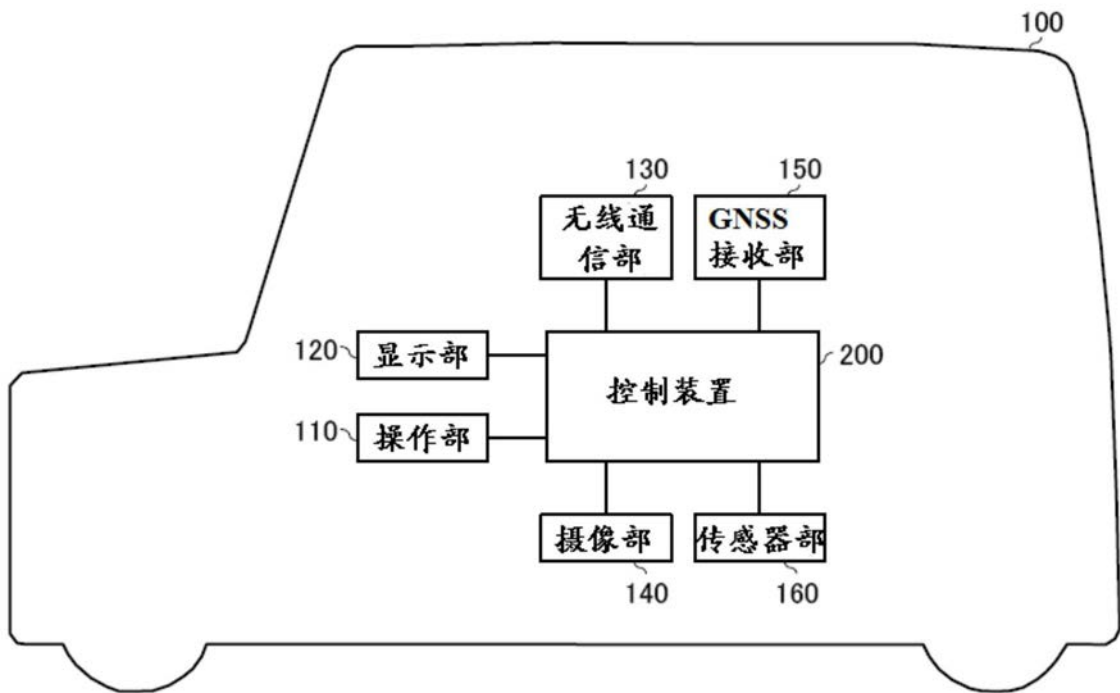 100
130
150
无线通
信部
GNSS
接收部
120
显示部
200
控制装置
110
操作部
摄像部
传感器部
140
160